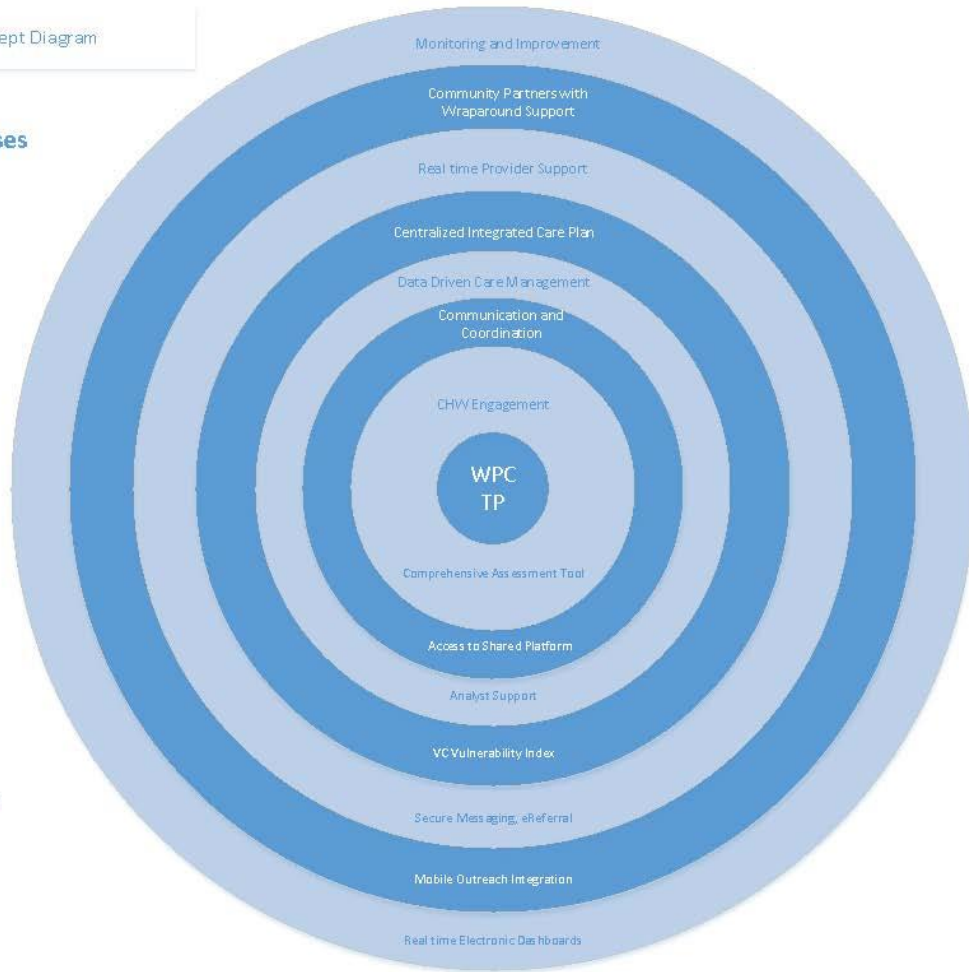 ept Diagram
ses
Monitoring and Improvement
Community Partners with
Wraparound Support
Real time Provider Support
Centralized Integrated Care Plan
Data Driven Care Management
Communication and
Coordination
CHW Engagement
WPC
TP
Comprehensive Assessment Tool
Access to Shared Platform
Analyst Support
VC Vulnerability Index
Secure Messaging, eReferral
Mobile Outreach Integration
Real time Electronic Dashboards